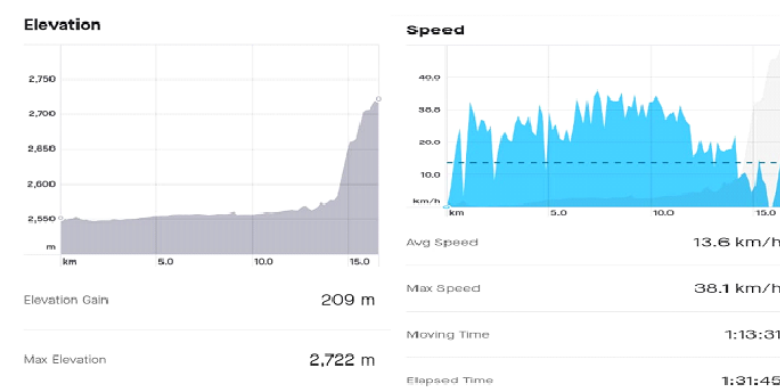 Elevation
2,750
2,700
2,650
2,600
2,550
m
km 5.0 10.0 15.0
Elevation Gain 209 m
Max Elevation 2,722 m
Speed
40.0
20.0
10.0
km/h
km 5.0 10.0 15.0
Avg Speed 13.6 km/h
Max Speed 38.1 km/h
Moving Time 1:13:31
Elapsed Time 1:31:45